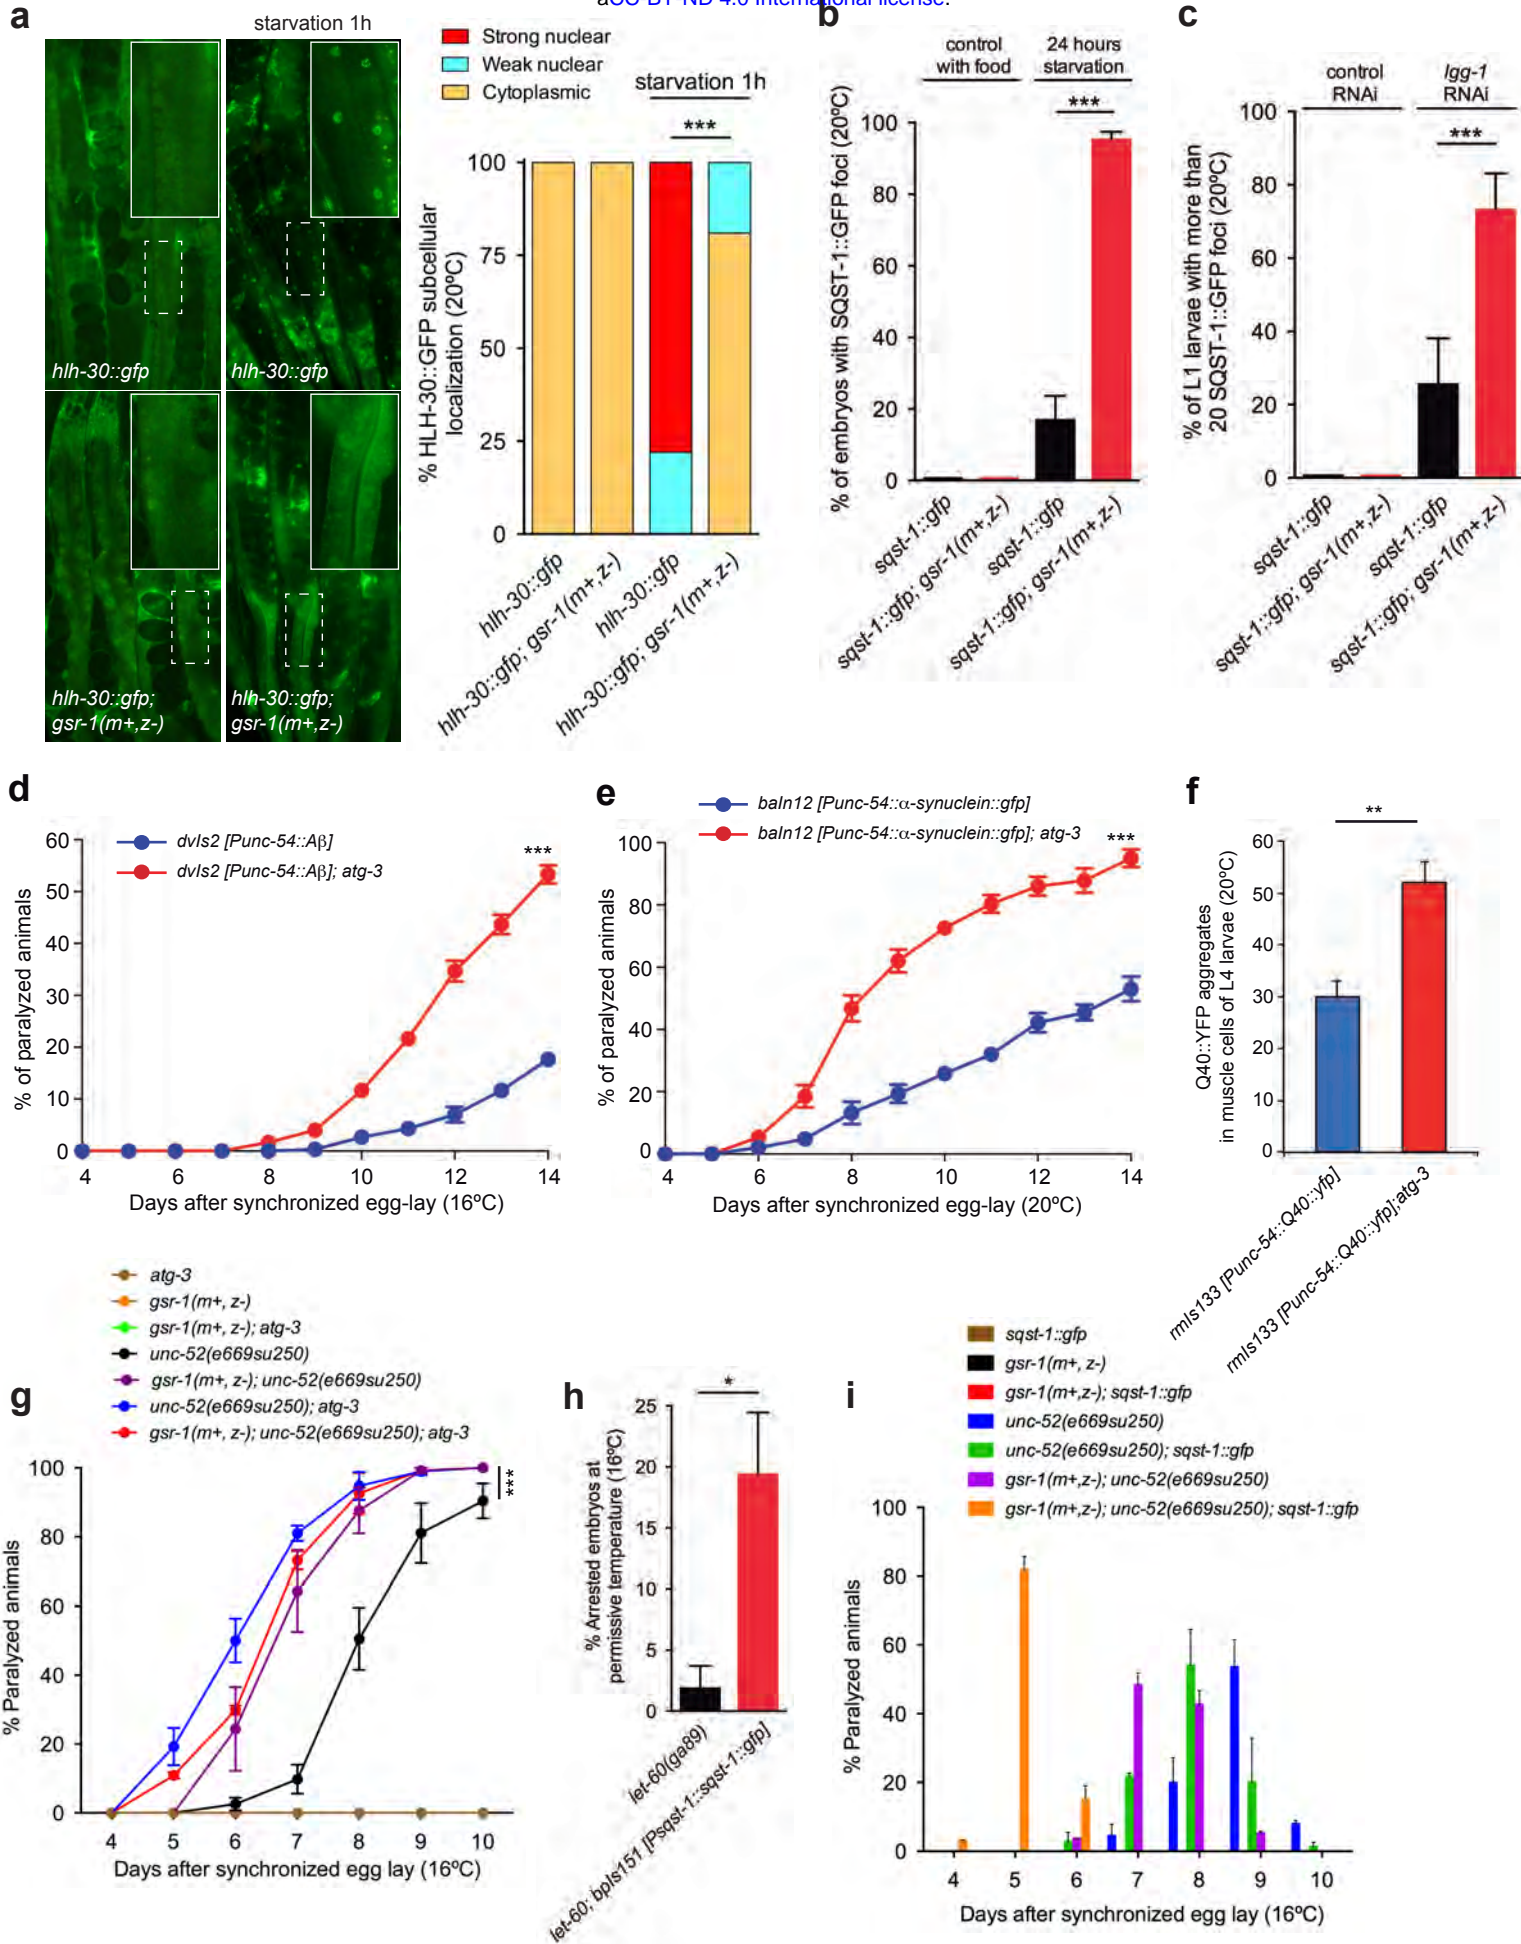 aCC-BY-ND 4.0 International license.
a
starvation 1h
hlh-30::gfp
hlh-30::gfp
hlh-30::gfp;
gsr-1(m+,z-)
hlh-30::gfp;
gsr-1(m+,z-)
Strong nuclear
Weak nuclear
Cytoplasmic
starvation 1h
***
% HLH-30::GFP subcellular
localization (20ºC)
100
75
50
25
0
hlh-30::gfp
hlh-30::gfp; gsr-1(m+,z-)
hlh-30::gfp
hlh-30::gfp; gsr-1(m+,z-)
b
control
with food
24 hours
starvation
***
% of embryos with SQST-1::GFP foci (20ºC)
100
80
60
40
20
0
sqst-1::gfp
sqst-1::gfp; gsr-1(m+,z-)
sqst-1::gfp
sqst-1::gfp; gsr-1(m+,z-)
c
control
RNAi
lgg-1
RNAi
***
% of L1 larvae with more than
20 SQST-1::GFP foci (20ºC)
100
80
60
40
20
0
sqst-1::gfp
sqst-1::gfp; gsr-1(m+,z-)
sqst-1::gfp
sqst-1::gfp; gsr-1(m+,z-)
d
dvIs2 [Punc-54::Aβ]
dvIs2 [Punc-54::Aβ]; atg-3
***
% of paralyzed animals
60
50
40
30
20
10
0
4 6 8 10 12 14
Days after synchronized egg-lay (16ºC)
e
baIn12 [Punc-54::α-synuclein::gfp]
baIn12 [Punc-54::α-synuclein::gfp]; atg-3
***
% of paralyzed animals
100
80
60
40
20
0
4 6 8 10 12 14
Days after synchronized egg-lay (20ºC)
f
**
Q40::YFP aggregates
in muscle cells of L4 larvae (20ºC)
60
50
40
30
20
10
0
rmIs133 [Punc-54::Q40::yfp]
rmIs133 [Punc-54::Q40::yfp];atg-3
g
atg-3
gsr-1(m+, z-)
gsr-1(m+, z-); atg-3
unc-52(e669su250)
gsr-1(m+, z-); unc-52(e669su250)
unc-52(e669su250); atg-3
gsr-1(m+, z-); unc-52(e669su250); atg-3
***
% Paralyzed animals
100
80
60
40
20
0
4 5 6 7 8 9 10
Days after synchronized egg lay (16ºC)
h
*
% Arrested embryos at
permissive temperature (16ºC)
25
20
15
10
5
0
let-60(ga89)
let-60; bpIs151 [Psqst-1::sqst-1::gfp]
i
sqst-1::gfp
gsr-1(m+, z-)
gsr-1(m+,z-); sqst-1::gfp
unc-52(e669su250)
unc-52(e669su250); sqst-1::gfp
gsr-1(m+,z-); unc-52(e669su250)
gsr-1(m+,z-); unc-52(e669su250); sqst-1::gfp
% Paralyzed animals
100
80
60
40
20
0
4 5 6 7 8 9 10
Days after synchronized egg lay (16ºC)